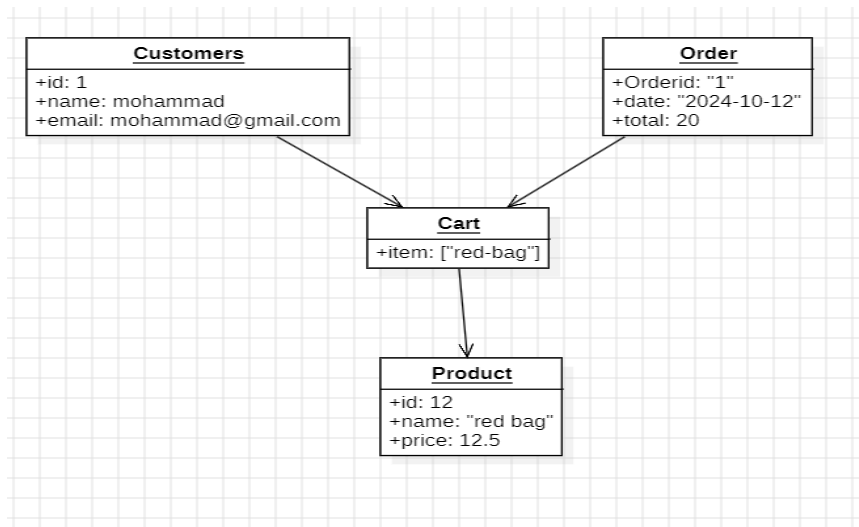 Customers
+id: 1
+name: mohammad
+email: mohammad@gmail.com
Order
+Orderid: "1"
+date: "2024-10-12"
+total: 20
Cart
+item: ["red-bag"]
Product
+id: 12
+name: "red bag"
+price: 12.5